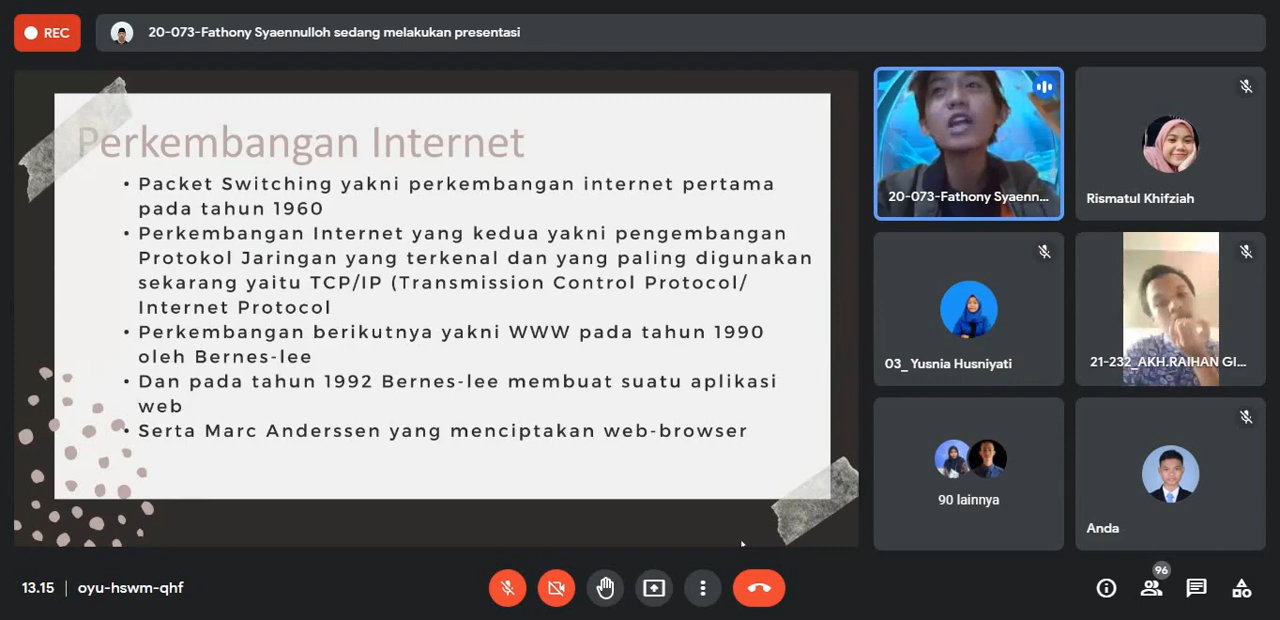 REC
20-073-Fathony Syaennulloh sedang melakukan presentasi
Perkembangan Internet
• Packet Switching yakni perkembangan internet pertama
pada tahun 1960
• Perkembangan Internet yang kedua yakni pengembangan
Protokol Jaringan yang terkenal dan yang paling digunakan
sekarang yaitu TCP/IP (Transmission Control Protocol/
Internet Protocol
• Perkembangan berikutnya yakni WWW pada tahun 1990
oleh Bernes-lee
• Dan pada tahun 1992 Bernes-lee membuat suatu aplikasi
web
• Serta Marc Anderssen yang menciptakan web-browser
20-073-Fathony Syaenn...
Rismatul Khifziah
03_ Yusnia Husniyati
21-232_AKH.RAIHAN GI...
90 lainnya
Anda
13.15 | oyu-hswm-qhf
96